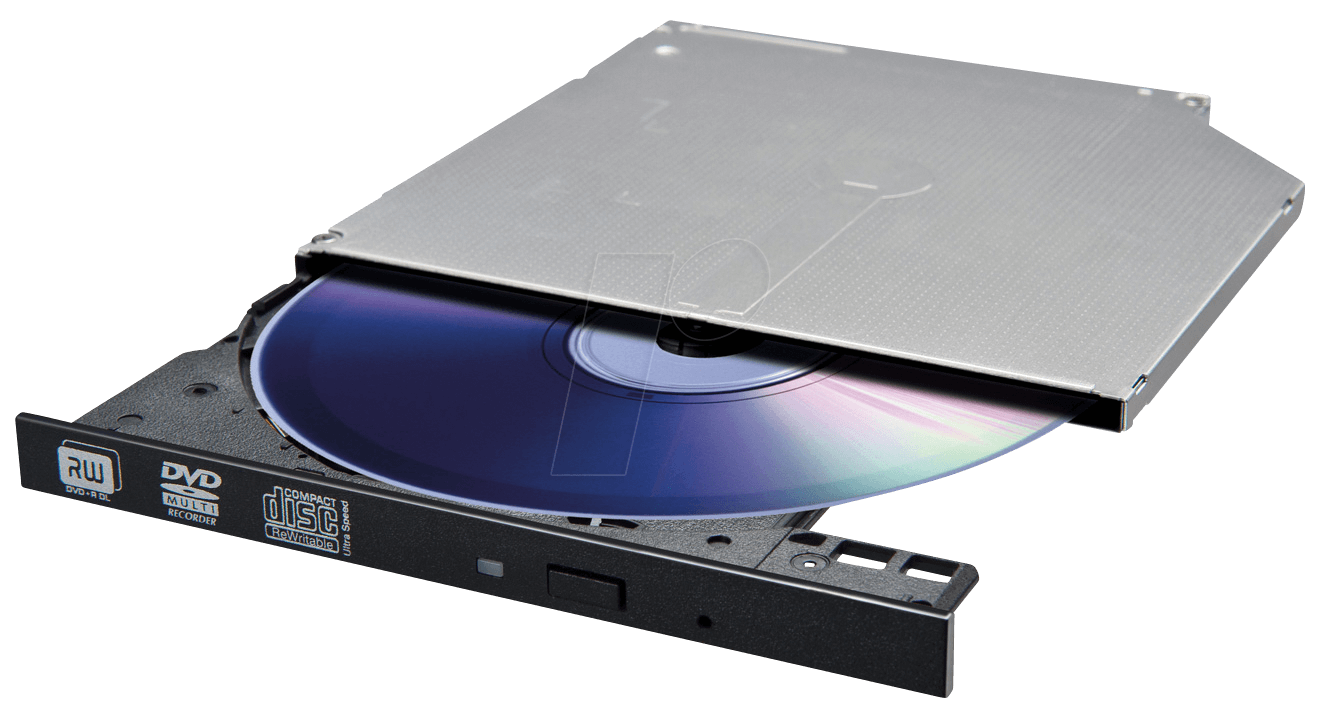 RW
DVD+R DL
DVD
MULTI
RECORDER
COMPACT
disc
ReWritable
Ultra Speed